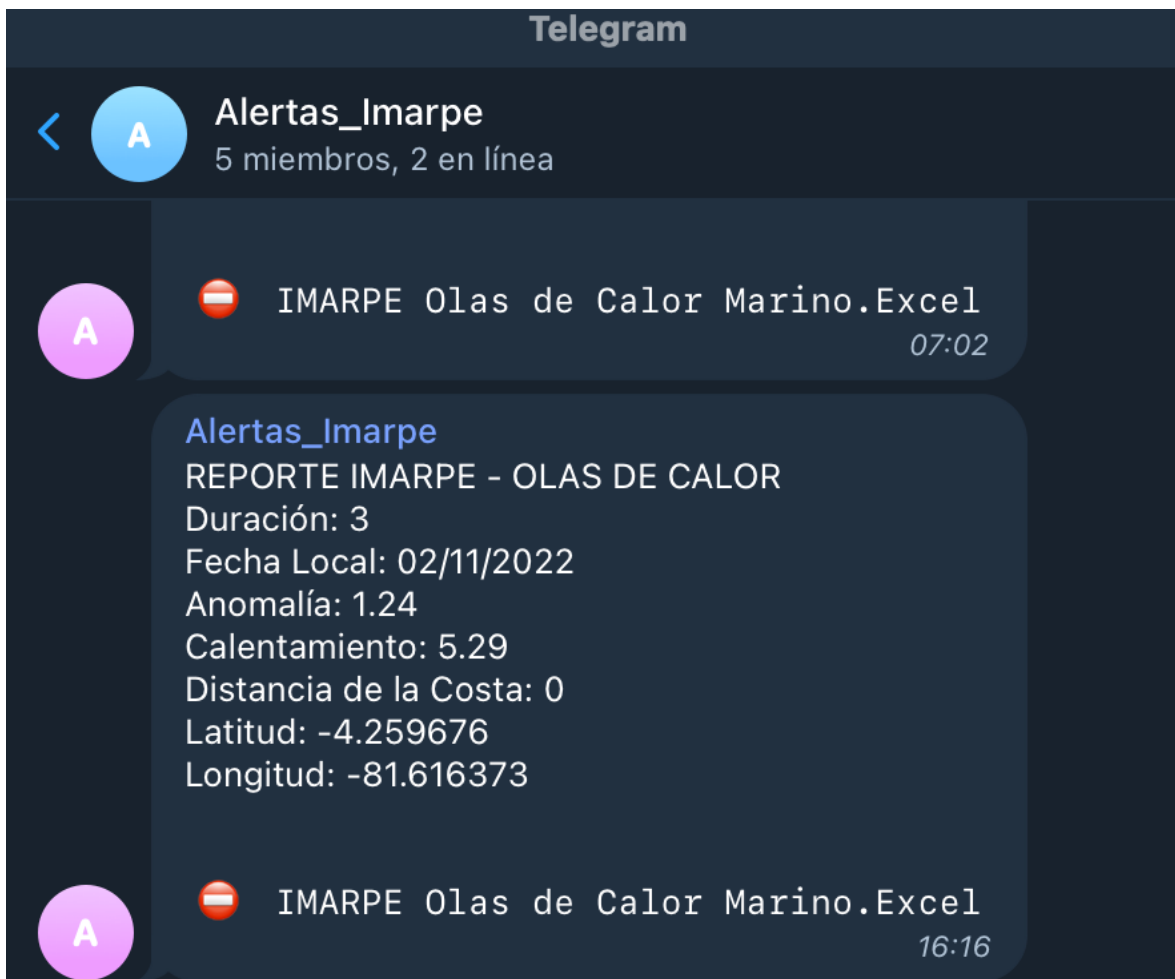 Telegram
A
Alertas_Imarpe
5 miembros, 2 en línea
IMARPE Olas de Calor Marino.Excel
A
07:02
Alertas_Imarpe
REPORTE IMARPE - OLAS DE CALOR
Duración: 3
Fecha Local: 02/11/2022
Anomalía: 1.24
Calentamiento: 5.29
Distancia de la Costa: 0
Latitud: -4.259676
Longitud: -81.616373
IMARPE Olas de Calor Marino.Excel
A
16:16